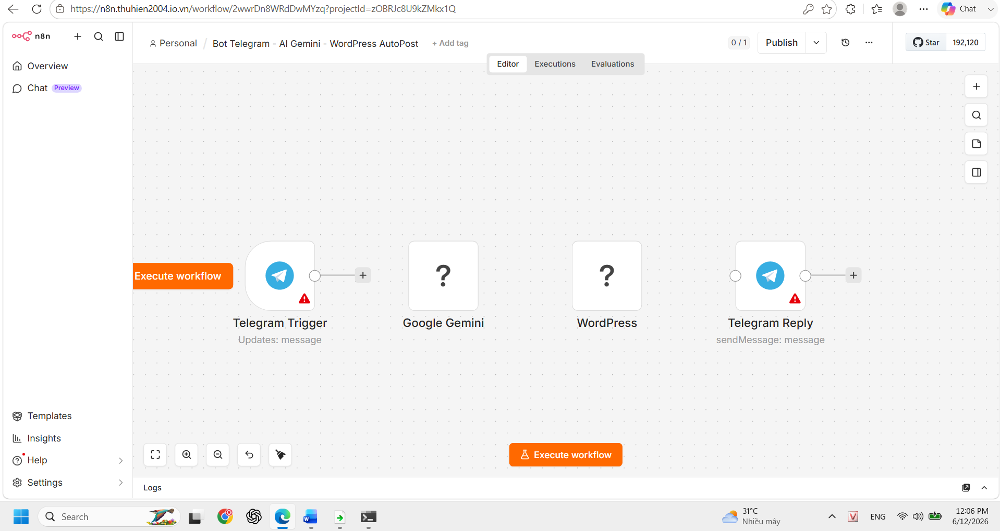 https://n8n.thuhien2004.io.vn/workflow/2wwrDn8WRdDwMYzq?projectId=zOBRJc8U9kZMkx1Q
Chat
n8n
Personal / Bot Telegram - AI Gemini - WordPress AutoPost + Add tag
0 / 1
Publish
Star 192,120
Editor Executions Evaluations
Overview
Chat Preview
Execute workflow
?
?
Telegram Trigger
Updates: message
Google Gemini
WordPress
Telegram Reply
sendMessage: message
Templates
Insights
Help
Settings
Execute workflow
Logs
Search
31°C
Nhiều mây
ENG
12:06 PM
6/12/2026